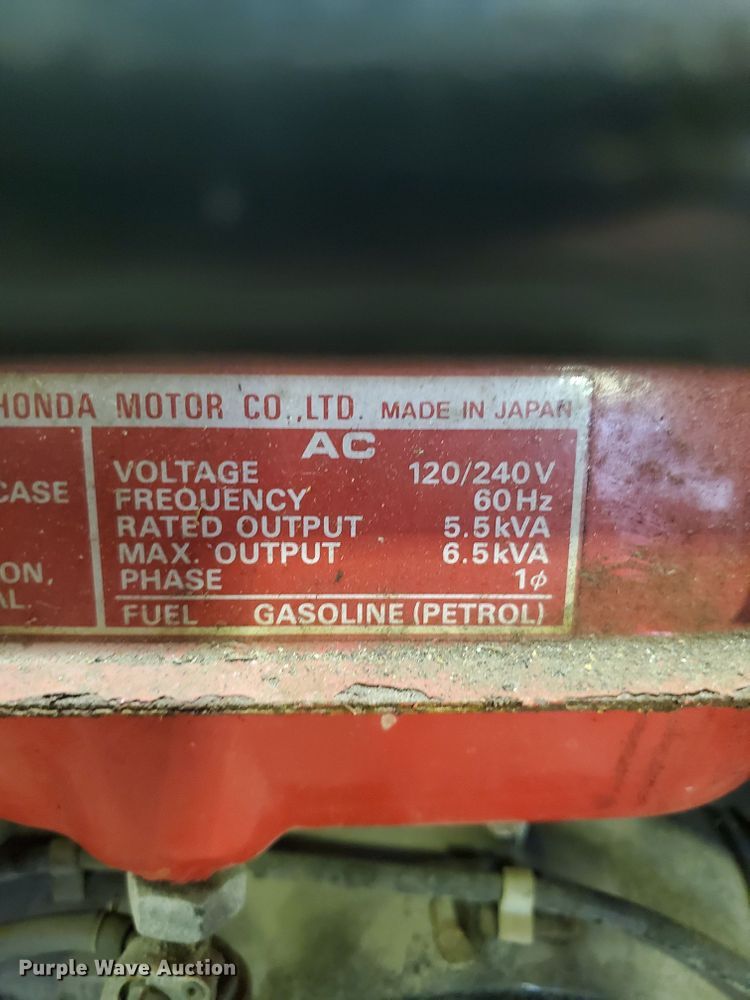 HONDA MOTOR CO.,LTD. MADE IN JAPAN
CASE
ON,
AL
AC
VOLTAGE 120/240V
FREQUENCY 60Hz
RATED OUTPUT 5.5kVA
MAX. OUTPUT 6.5kVA
PHASE 1ϕ
FUEL GASOLINE (PETROL)
Purple Wave Auction